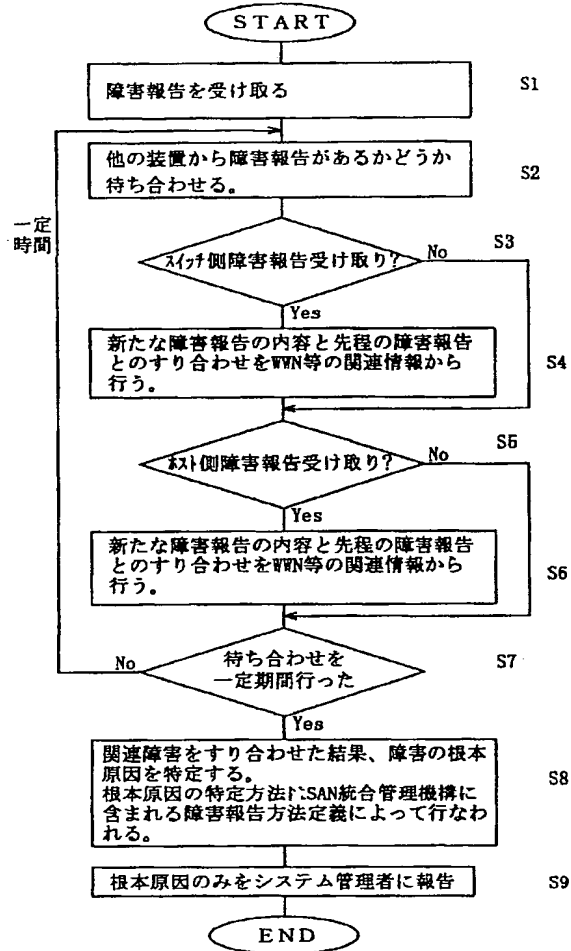 START
障害報告を受け取る
S1
他の装置から障害報告があるかどうか
待ち合わせる。
S2
一定
時間
スイッチ側障害報告受け取り?
No
S3
Yes
新たな障害報告の内容と先程の障害報告
とのすり合わせをWWN等の関連情報から
行う。
S4
ホスト側障害報告受け取り?
No
S5
Yes
新たな障害報告の内容と先程の障害報告
とのすり合わせをWWN等の関連情報から
行う。
S6
待ち合わせを
一定期間行った
No
S7
Yes
関連障害をすり合わせた結果、障害の根本
原因を特定する。
根本原因の特定方法はSAN統合管理機構に
含まれる障害報告方法定義によって行なわ
れる。
S8
根本原因のみをシステム管理者に報告
S9
END